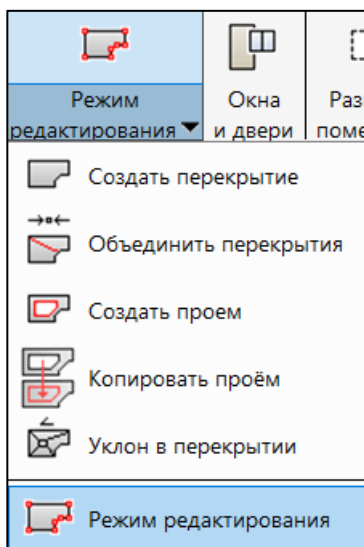 Режим
редактирования
Окна
и двери
Создать перекрытие
Объединить перекрытия
Создать проем
Копировать проём
Уклон в перекрытии
Режим редактирования